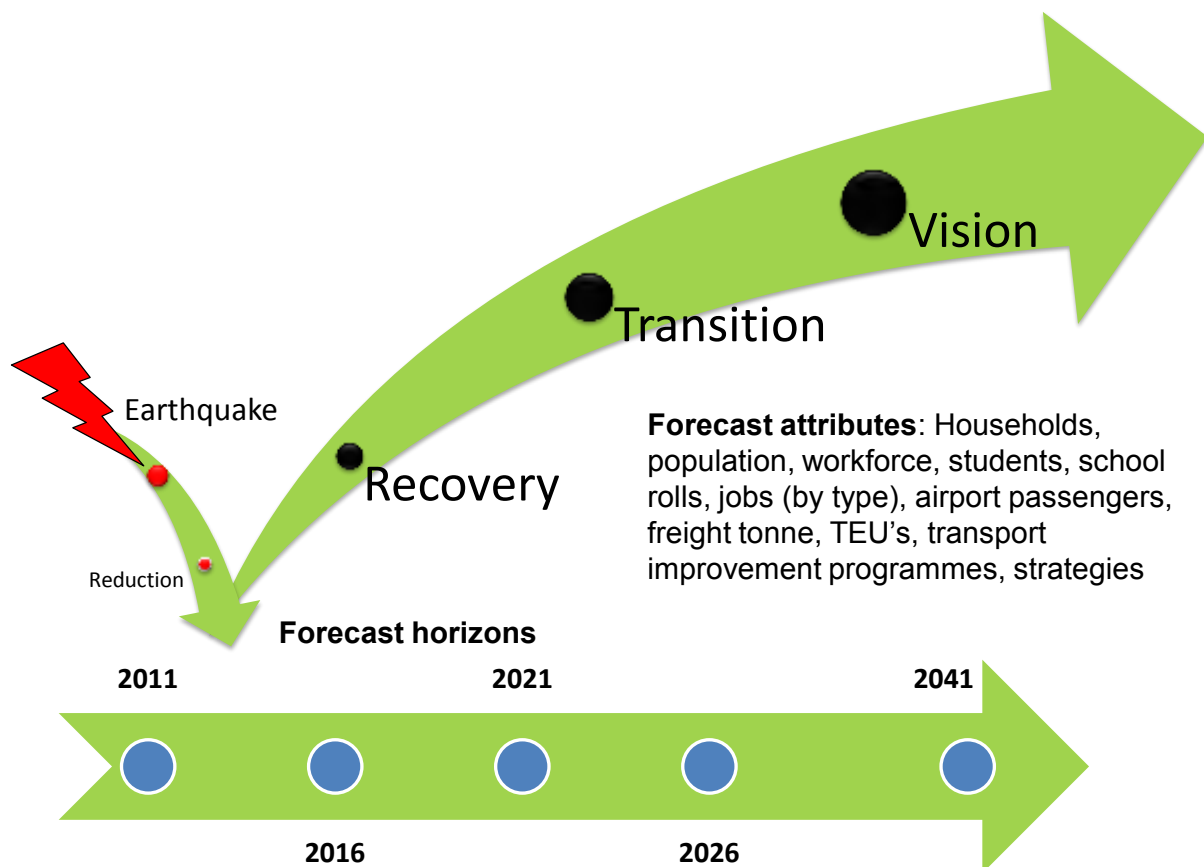 Vision
Transition
Earthquake
Recovery
Forecast attributes: Households,
population, workforce, students, school
rolls, jobs (by type), airport passengers,
freight tonne, TEU's, transport
improvement programmes, strategies
Reduction
Forecast horizons
2011
2021
2041
2016
2026